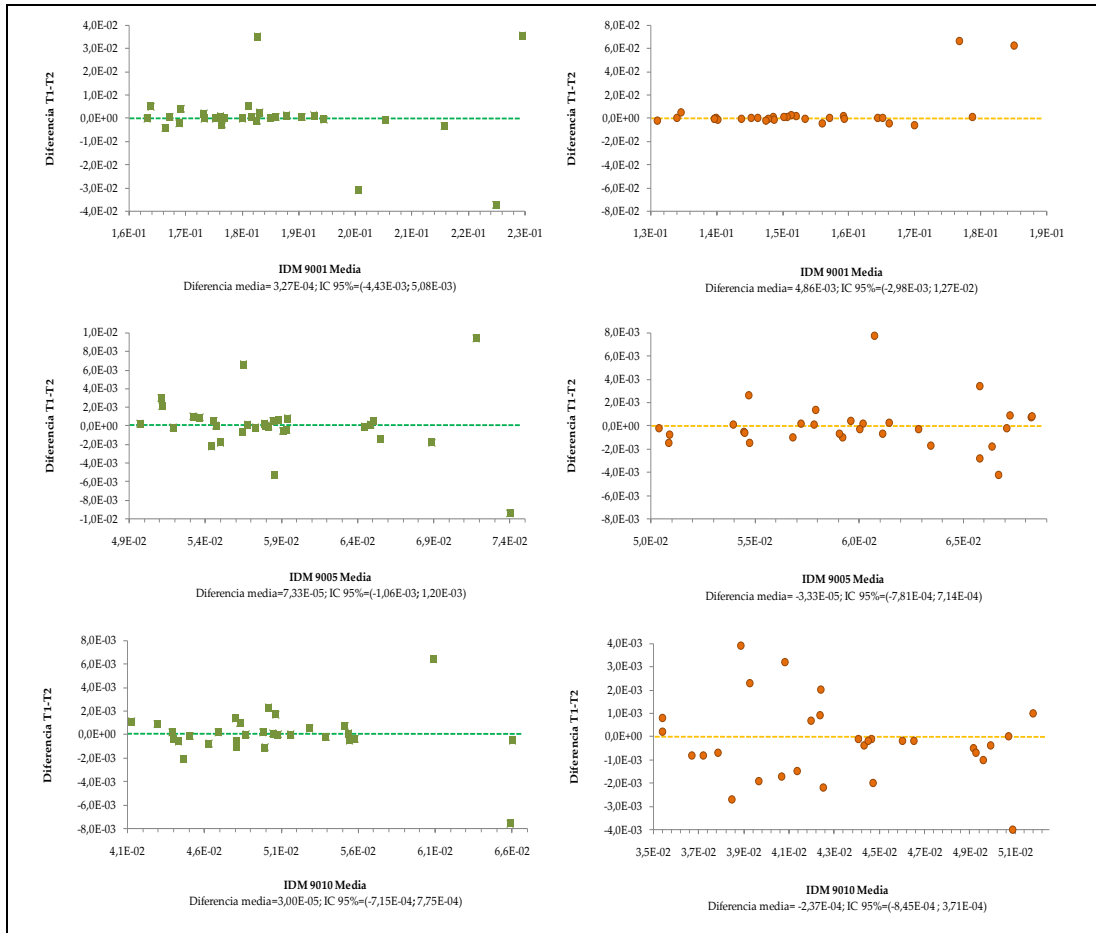 4,0E-02
3,0E-02
2,0E-02
1,0E-02
0,0E+00
-1,0E-02
-2,0E-02
-3,0E-02
-4,0E-02
Diferencia T1-T2
1,6E-01 1,7E-01 1,8E-01 1,9E-01 2,0E-01 2,1E-01 2,2E-01 2,3E-01
IDM 9001 Media
Diferencia media= 3,27E-04; IC 95%=(-4,43E-03; 5,08E-03)
8,0E-02
6,0E-02
4,0E-02
2,0E-02
0,0E+00
-2,0E-02
-4,0E-02
-6,0E-02
-8,0E-02
Diferencia T1-T2
1,3E-01 1,4E-01 1,5E-01 1,6E-01 1,7E-01 1,8E-01 1,9E-01
IDM 9001 Media
Diferencia media= 4,86E-03; IC 95%=(-2,98E-03; 1,27E-02)
1,0E-02
8,0E-03
6,0E-03
4,0E-03
2,0E-03
0,0E+00
-2,0E-03
-4,0E-03
-6,0E-03
-8,0E-03
-1,0E-02
Diferencia T1-T2
4,9E-02 5,4E-02 5,9E-02 6,4E-02 6,9E-02 7,4E-02
IDM 9005 Media
Diferencia media=7,33E-05; IC 95%=(-1,06E-03; 1,20E-03)
8,0E-03
6,0E-03
4,0E-03
2,0E-03
0,0E+00
-2,0E-03
-4,0E-03
-6,0E-03
-8,0E-03
Diferencia T1-T2
5,0E-02 5,5E-02 6,0E-02 6,5E-02
IDM 9005 Media
Diferencia media= -3,33E-05; IC 95%=(-7,81E-04; 7,14E-04)
8,0E-03
6,0E-03
4,0E-03
2,0E-03
0,0E+00
-2,0E-03
-4,0E-03
-6,0E-03
-8,0E-03
Diferencia T1-T2
4,1E-02 4,6E-02 5,1E-02 5,6E-02 6,1E-02 6,6E-02
IDM 9010 Media
Diferencia media=3,00E-05; IC 95%=(-7,15E-04; 7,75E-04)
4,0E-03
3,0E-03
2,0E-03
1,0E-03
0,0E+00
-1,0E-03
-2,0E-03
-3,0E-03
-4,0E-03
Diferencia T1-T2
3,5E-02 3,7E-02 3,9E-02 4,1E-02 4,3E-02 4,5E-02 4,7E-02 4,9E-02 5,1E-02
IDM 9010 Media
Diferencia media= -2,37E-04; IC 95%=(-8,45E-04 ; 3,71E-04)